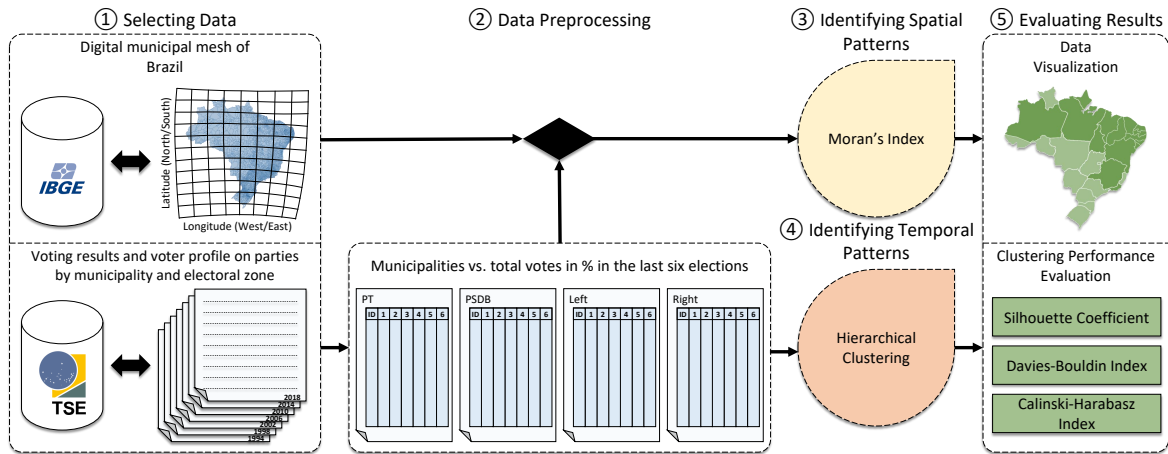 ① Selecting Data
Digital municipal mesh of
Brazil
IBGE
Latitude (North/South)
Longitude (West/East)
Voting results and voter profile on parties
by municipality and electoral zone
TSE
2018
2014
2010
2006
2002
1998
1994
② Data Preprocessing
Municipalities vs. total votes in % in the last six elections
PT
ID 1 2 3 4 5 6
PSDB
ID 1 2 3 4 5 6
Left
ID 1 2 3 4 5 6
Right
ID 1 2 3 4 5 6
③ Identifying Spatial
Patterns
Moran's Index
④ Identifying Temporal
Patterns
Hierarchical
Clustering
⑤ Evaluating Results
Data
Visualization
Clustering Performance
Evaluation
Silhouette Coefficient
Davies-Bouldin Index
Calinski-Harabasz
Index